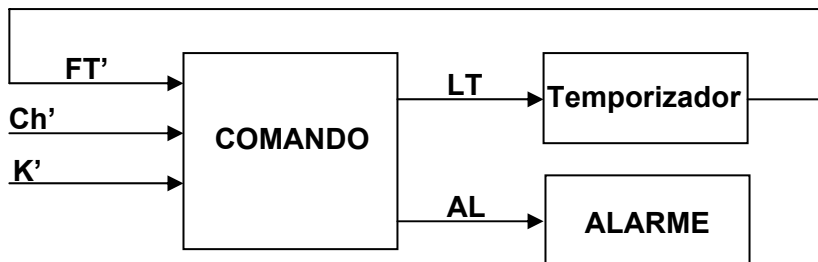 FT’
LT
Temporizador
Ch’
COMANDO
K’
AL
ALARME